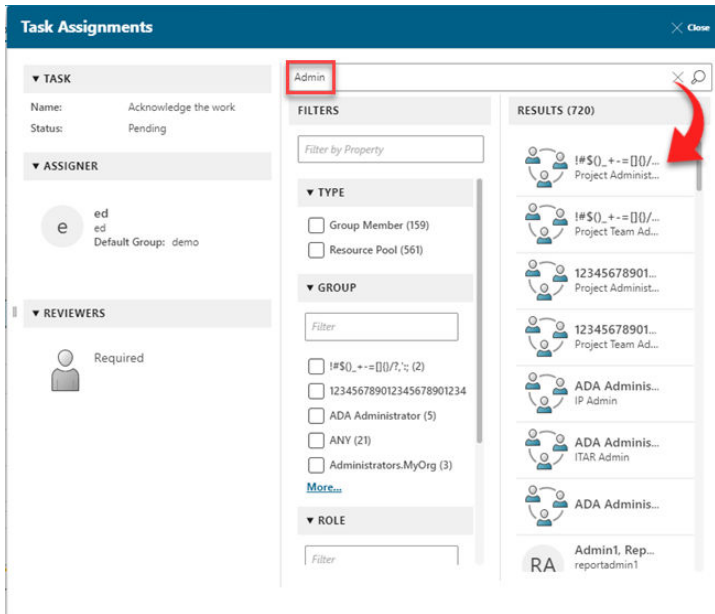 Task Assignments
Close
TASK
Name: Acknowledge the work
Status: Pending
ASSIGNER
e
ed
ed
Default Group: demo
REVIEWERS
Required
Admin
FILTERS
Filter by Property
TYPE
Group Member (159)
Resource Pool (561)
GROUP
Filter
!#$()_+-=[]{}/?,':; (2)
123456789012345678901234
ADA Administrator (5)
ANY (21)
Administrators.MyOrg (3)
More...
ROLE
Filter
RESULTS (720)
!#$()_+-=[]{}/...
Project Administ...
!#$()_+-=[]{}/...
Project Team Ad...
12345678901...
Project Administ...
12345678901...
Project Team Ad...
ADA Adminis...
IP Admin
ADA Adminis...
ITAR Admin
ADA Adminis...
RA
Admin1, Rep...
reportadmin1